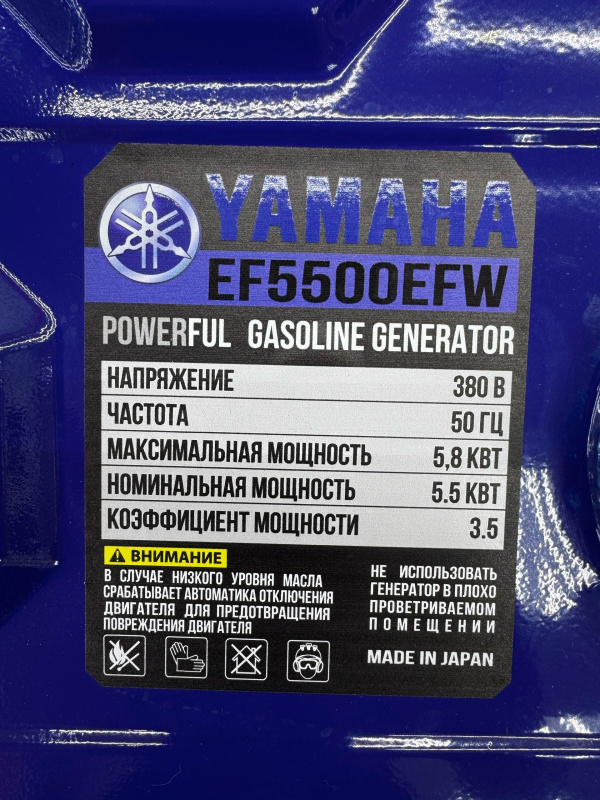 YAMAHA
EF5500EFW
POWERFUL GASOLINE GENERATOR
НАПРЯЖЕНИЕ 380 В
ЧАСТОТА 50 ГЦ
МАКСИМАЛЬНАЯ МОЩНОСТЬ 5,8 КВТ
НОМИНАЛЬНАЯ МОЩНОСТЬ 5.5 КВТ
КОЭФФИЦИЕНТ МОЩНОСТИ 3.5
ВНИМАНИЕ
В СЛУЧАЕ НИЗКОГО УРОВНЯ МАСЛА
СРАБАТЫВАЕТ АВТОМАТИКА ОТКЛЮЧЕНИЯ
ДВИГАТЕЛЯ ДЛЯ ПРЕДОТВРАЩЕНИЯ
ПОВРЕЖДЕНИЯ ДВИГАТЕЛЯ
НЕ ИСПОЛЬЗОВАТЬ
ГЕНЕРАТОР В ПЛОХО
ПРОВЕТРИВАЕМОМ
ПОМЕЩЕНИИ
MADE IN JAPAN